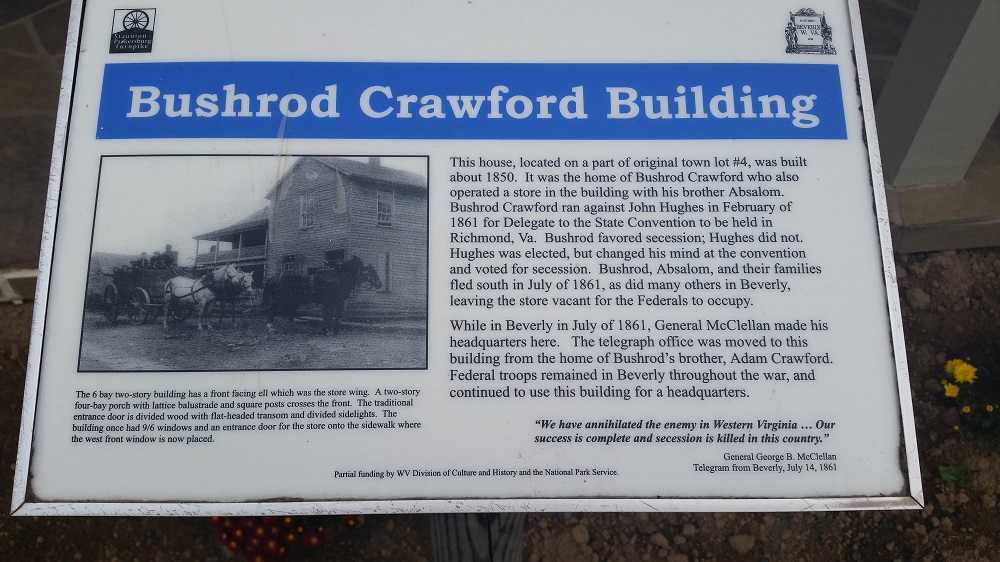 Staunton
Parkersburg
Turnpike
BEVERLY
W. VA.
Bushrod Crawford Building
This house, located on a part of original town lot #4, was built
about 1850.  It was the home of Bushrod Crawford who also
operated a store in the building with his brother Absalom.
Bushrod Crawford ran against John Hughes in February of
1861 for Delegate to the State Convention to be held in
Richmond, Va.  Bushrod favored secession; Hughes did not.
Hughes was elected, but changed his mind at the convention
and voted for secession.  Bushrod, Absalom, and their families
fled south in July of 1861, as did many others in Beverly,
leaving the store vacant for the Federals to occupy.
While in Beverly in July of 1861, General McClellan made his
headquarters here.   The telegraph office was moved to this
building from the home of Bushrod's brother, Adam Crawford.
Federal troops remained in Beverly throughout the war, and
continued to use this building for a headquarters.
"We have annihilated the enemy in Western Virginia … Our
success is complete and secession is killed in this country."
General George B. McClellan
Telegram from Beverly, July 14, 1861
The 6 bay two-story building has a front facing ell which was the store wing.  A two-story
four-bay porch with lattice balustrade and square posts crosses the front.  The traditional
entrance door is divided wood with flat-headed transom and divided sidelights.  The
building once had 9/6 windows and an entrance door for the store onto the sidewalk where
the west front window is now placed.
Partial funding by WV Division of Culture and History and the National Park Service.